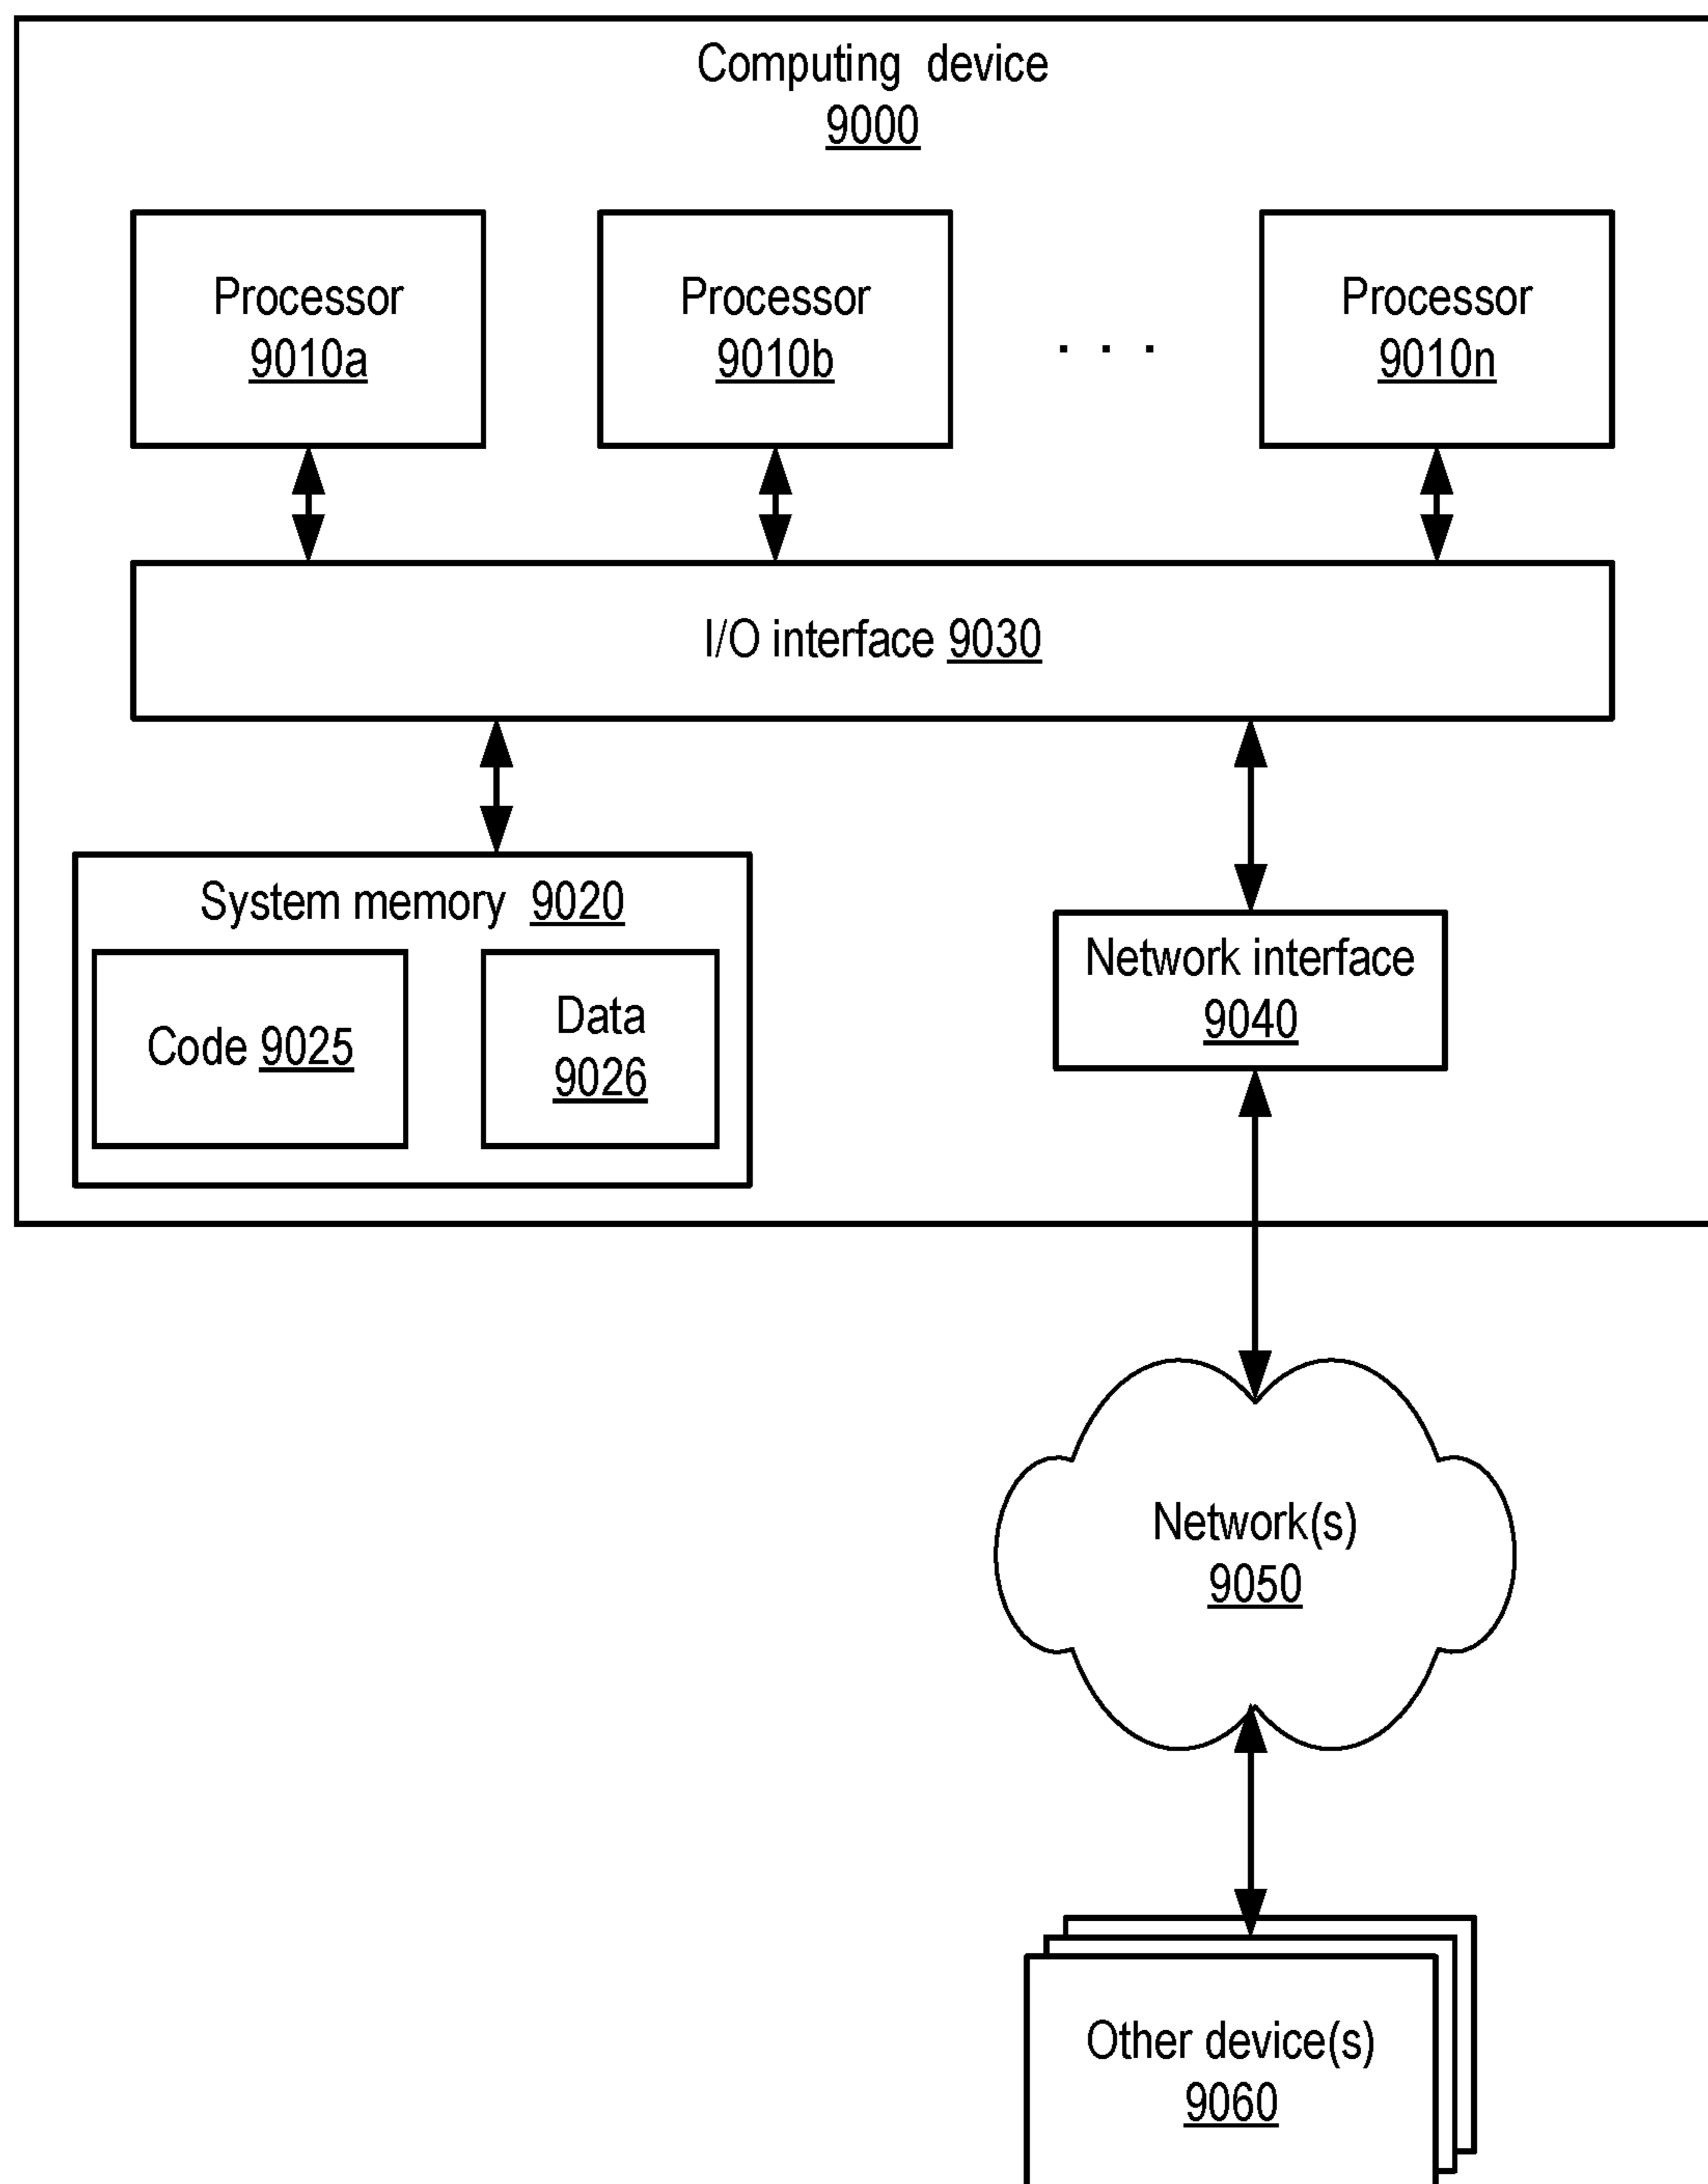 Computing device
9000
Processor
9010a
Processor
9010b
. . .
Processor
9010n
I/O interface 9030
System memory 9020
Code 9025
Data
9026
Network interface
9040
Network(s)
9050
Other device(s)
9060